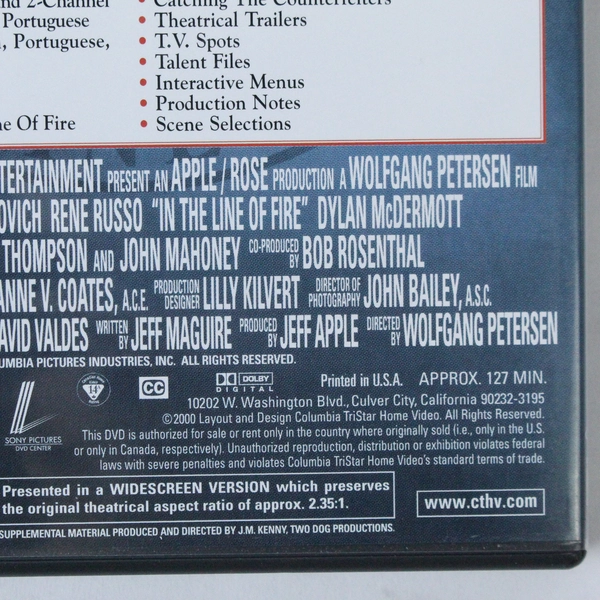 and 2-Channel
Portuguese
Portuguese,
ne Of Fire
• Catching The Counterfeiters
• Theatrical Trailers
• T.V. Spots
• Talent Files
• Interactive Menus
• Production Notes
• Scene Selections
TERTAINMENT PRESENT AN APPLE / ROSE PRODUCTION A WOLFGANG PETERSEN FILM
OVICH RENE RUSSO "IN THE LINE OF FIRE" DYLAN McDERMOTT
THOMPSON AND JOHN MAHONEY CO-PRODUCED BY BOB ROSENTHAL
ANNE V. COATES, A.C.E. PRODUCTION DESIGNER LILLY KILVERT DIRECTOR OF PHOTOGRAPHY JOHN BAILEY, A.S.C.
AVID VALDES WRITTEN BY JEFF MAGUIRE PRODUCED BY JEFF APPLE DIRECTED BY WOLFGANG PETERSEN
UMBIA PICTURES INDUSTRIES, INC. ALL RIGHTS RESERVED.
SONY PICTURES
DVD CENTER
14A
CC
DOLBY
DIGITAL
Printed in U.S.A. APPROX. 127 MIN.
10202 W. Washington Blvd., Culver City, California 90232-3195
©2000 Layout and Design Columbia TriStar Home Video. All Rights Reserved.
This DVD is authorized for sale or rent only in the country where originally sold (i.e., only in the U.S.
or only in Canada, respectively). Unauthorized reproduction, distribution or exhibition violates federal
laws with severe penalties and violates Columbia TriStar Home Video's standard terms of trade.
Presented in a WIDESCREEN VERSION which preserves
the original theatrical aspect ratio of approx. 2.35:1.
www.cthv.com
SUPPLEMENTAL MATERIAL PRODUCED AND DIRECTED BY J.M. KENNY, TWO DOG PRODUCTIONS.